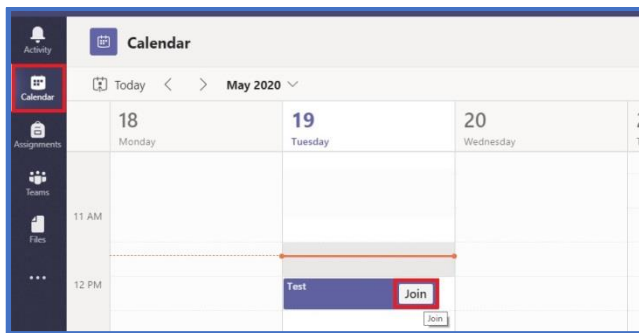 Activity
Calendar
Assignments
Teams
Files
Calendar
Today
May 2020
18
Monday
19
Tuesday
20
Wednesday
11 AM
12 PM
Test
Join
Join